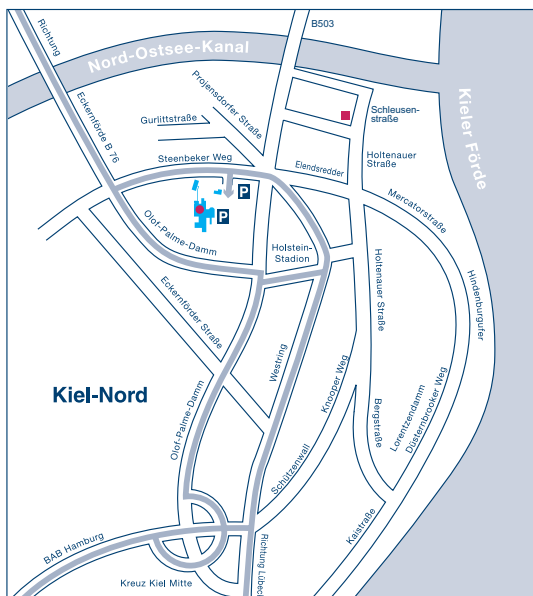 B503
Richtung
Nord-Ostsee-Kanal
Eckernförde B 76
Projensdorfer Straße
Gurlittstraße
Kieler Förde
Schleusen-
straße
Steenbeker Weg
Elendsredder
Holtenauer
Straße
P
P
Mercatorstraße
Olof-Palme-Damm
Holstein-
Stadion
Hindenburgufer
Eckernförder Straße
Holtenauer Straße
Westring
Knooper Weg
Kiel-Nord
Olof-Palme-Damm
Bergstraße
Lorentzendamm
Düsternbrooker Weg
Schützenwall
Kaistraße
BAB Hamburg
Richtung Lübeck
Kreuz Kiel Mitte